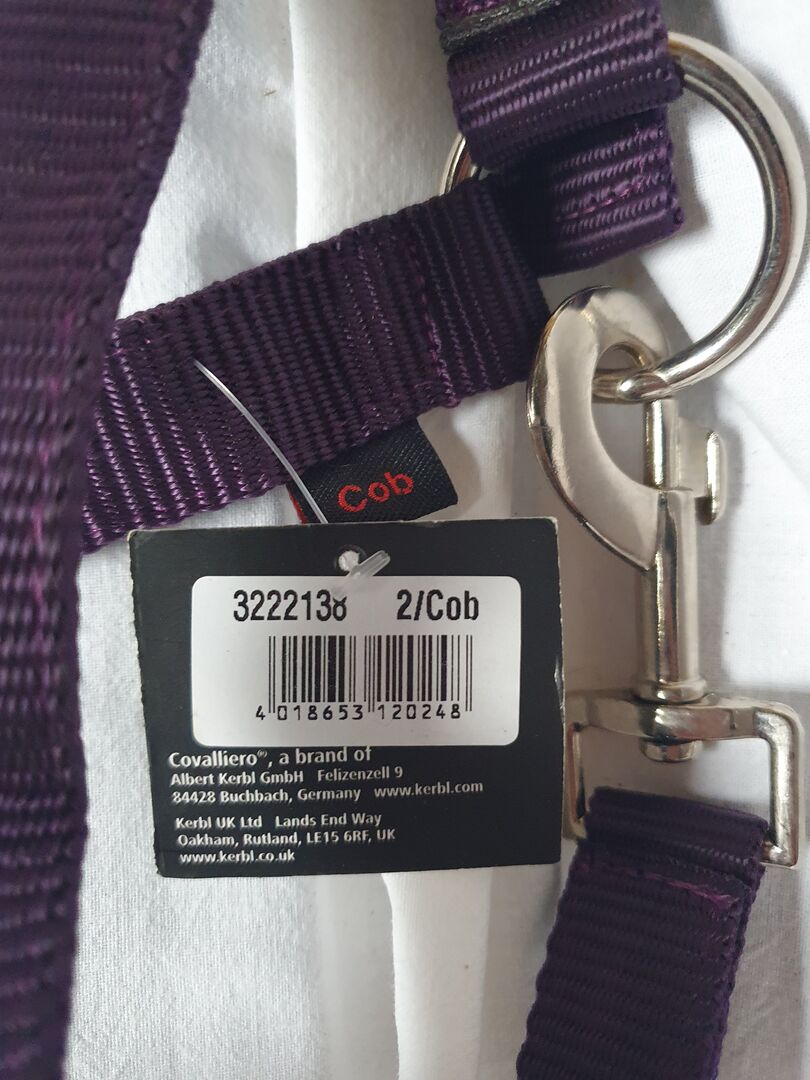 Cob
3222138 2/Cob
4 018653 120248
Covalliero®, a brand of
Albert Kerbl GmbH Felizenzell 9
84428 Buchbach, Germany www.kerbl.com
Kerbl UK Ltd Lands End Way
Oakham, Rutland, LE15 6RF, UK
www.kerbl.co.uk